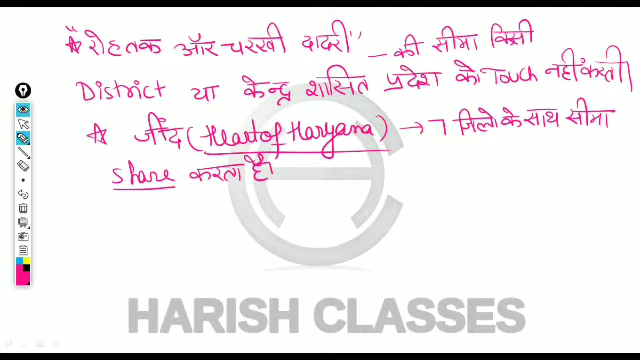 * "रोहतक और चरखी दादरी" _ की सीमा किसी
District या केन्द्र शासित प्रदेश को Touch नहीं करती।
* जींद (Heart of Haryana) → 7 जिलो के साथ सीमा
share करता है।
HARISH CLASSES